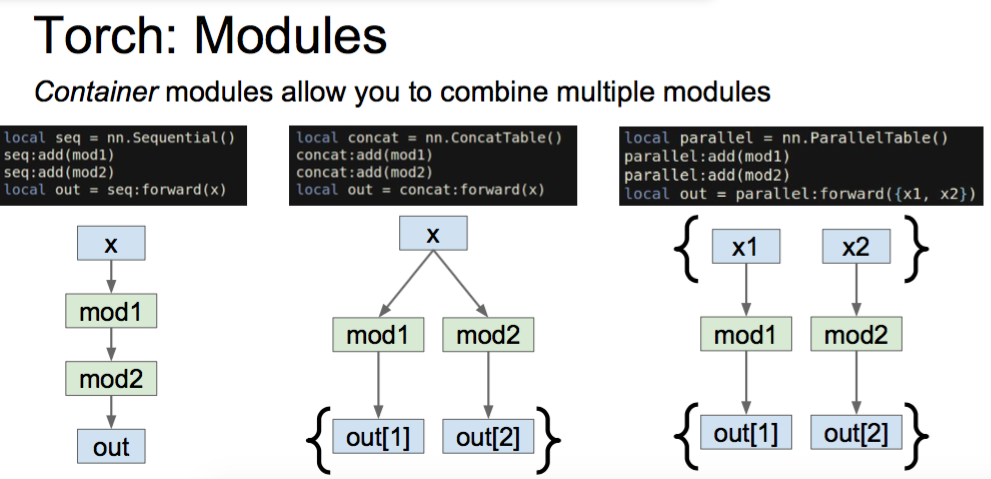 Torch: Modules
Container modules allow you to combine multiple modules
local seq = nn.Sequential()
seq:add(mod1)
seq:add(mod2)
local out = seq:forward(x)
x
mod1
mod2
out
local concat = nn.ConcatTable()
concat:add(mod1)
concat:add(mod2)
local out = concat:forward(x)
x
mod1 mod2
{ out[1] out[2] }
local parallel = nn.ParallelTable()
parallel:add(mod1)
parallel:add(mod2)
local out = parallel:forward({x1, x2})
{ x1 x2 }
mod1 mod2
{ out[1] out[2] }